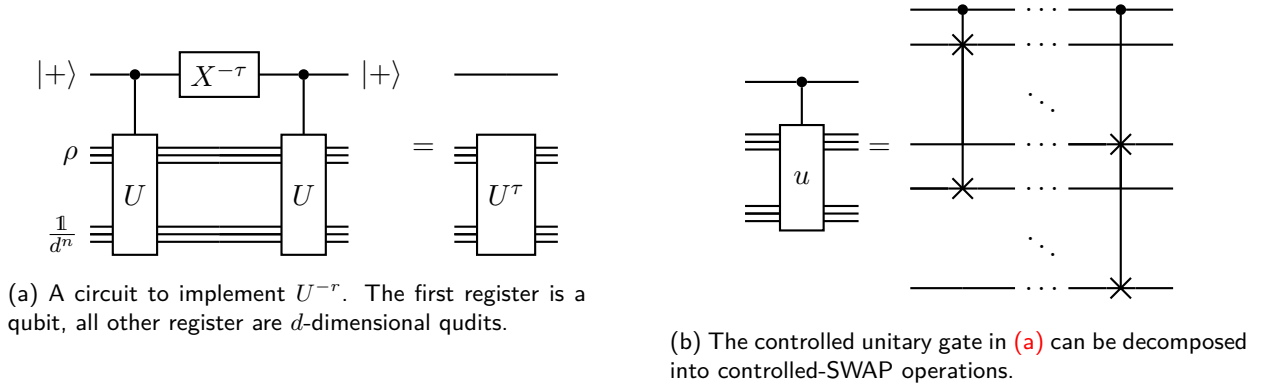 |+⟩ X^{−τ} |+⟩
ρ = 
U U U^τ
𝟙/d^n
(a) A circuit to implement U^{−r}. The first register is a
qubit, all other register are d-dimensional qudits.
u =
(b) The controlled unitary gate in (a) can be decomposed
into controlled-SWAP operations.